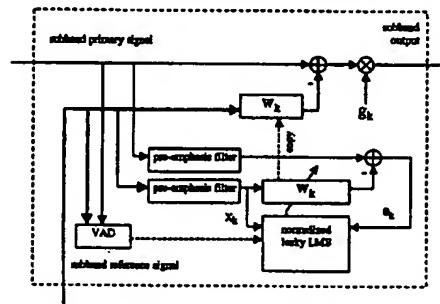 subband primary signal
subband
output
W_k
g_k
copy
pre-emphasis filter
pre-emphasis filter
W_k
x_k
e_k
VAD
normalized
leaky LMS
subband reference signal